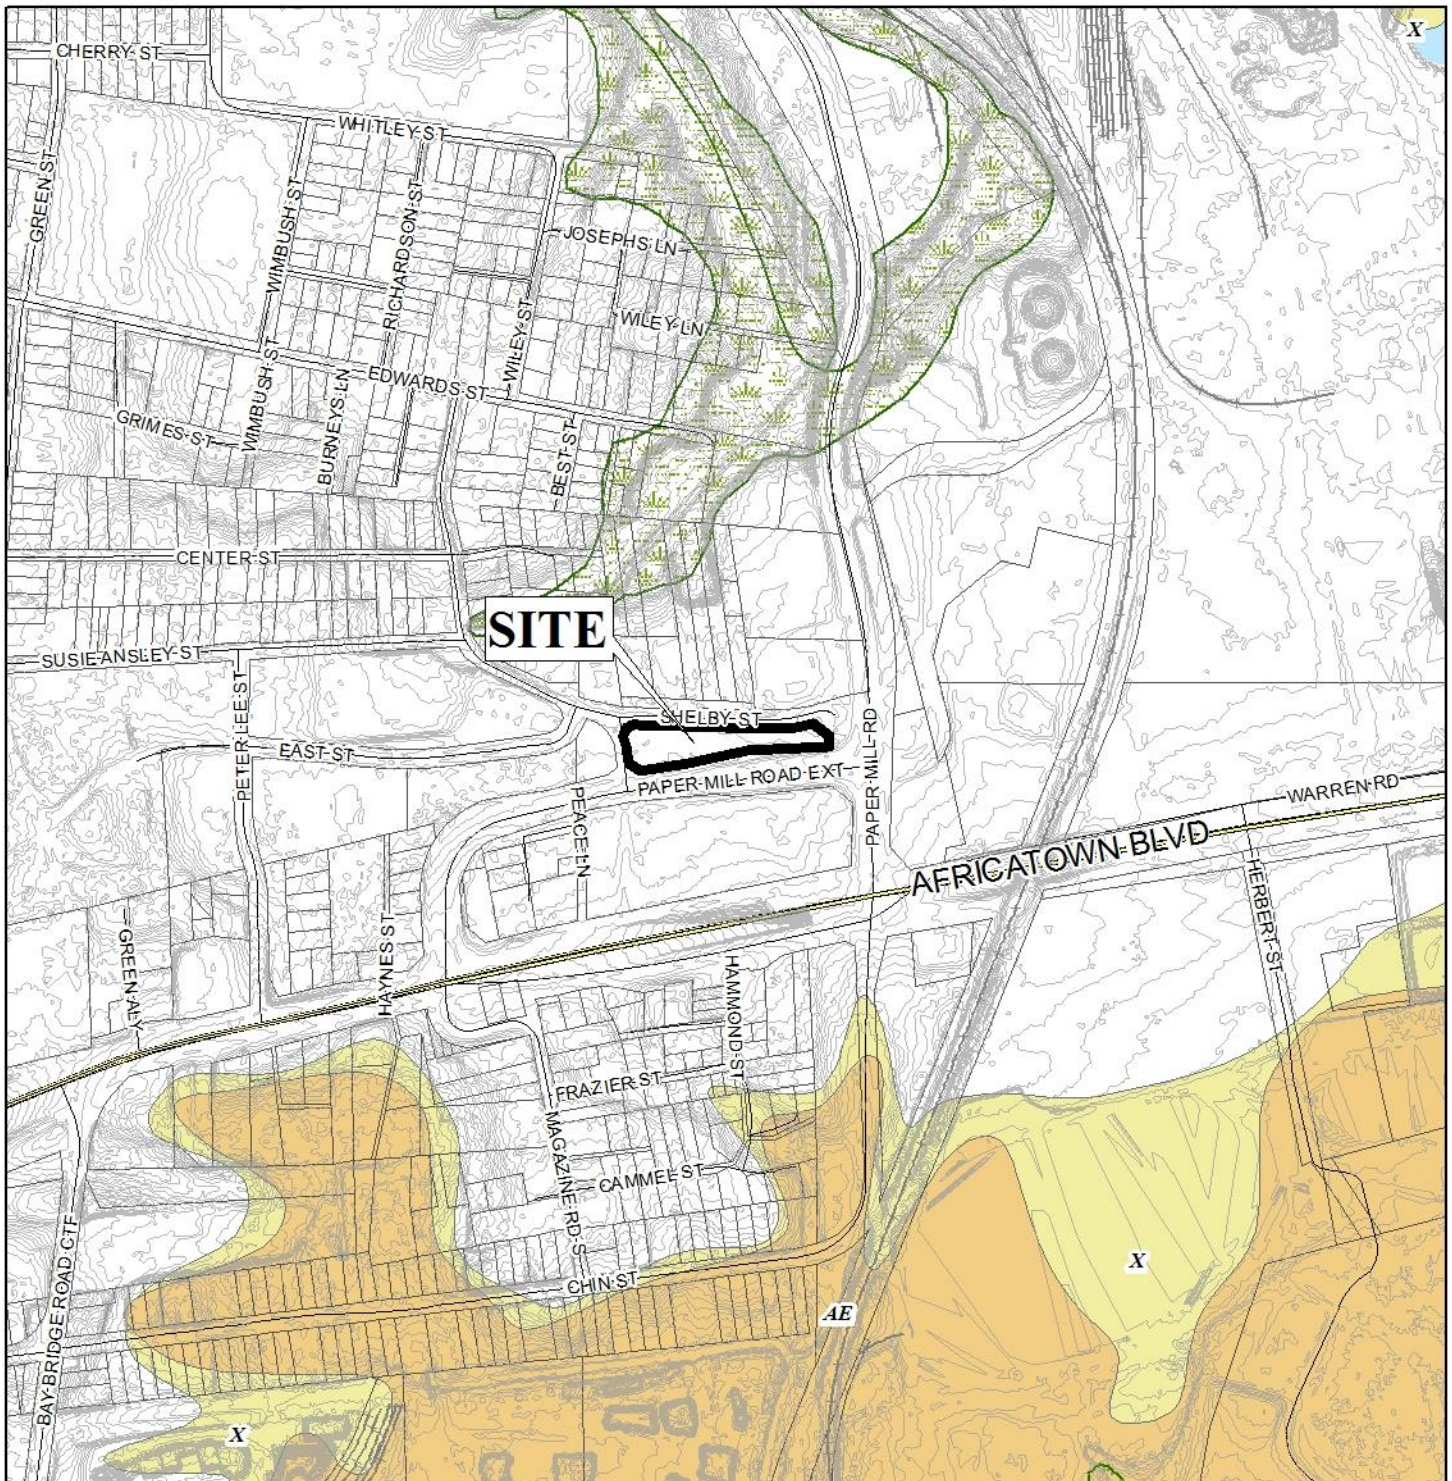 X
CHERRY ST
WHITLEY ST
GREEN ST
WIMBUSH ST
RICHARDSON ST
JOSEPHS LN
WILEY LN
WILEY ST
WIMBUSH ST
BURNEYS LN
EDWARDS ST
GRIMES ST
BEST ST
CENTER ST
SITE
SUSIE ANSLEY ST
PETER LEE ST
SHELBY ST
EAST ST
PAPER MILL RD
PAPER MILL ROAD EXT
PEACE LN
WARREN RD
AFRICATOWN BLVD
HERBERT ST
GREEN ALY
HAYNES ST
HAMMOND ST
FRAZIER ST
MAGAZINE RD S
CAMMEL ST
BAY BRIDGE ROAD CTF
CHIN ST
X
AE
X